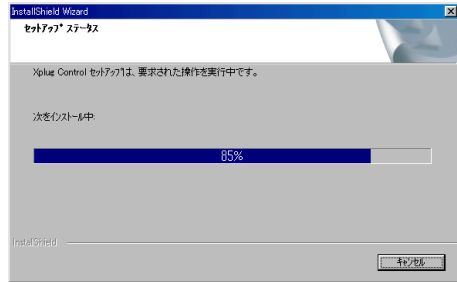 InstallShield Wizard
セットアップ ステータス
Xplug Control セットアップは、要求された操作を実行中です。
次をインストール中:
85%
InstallShield
キャンセル